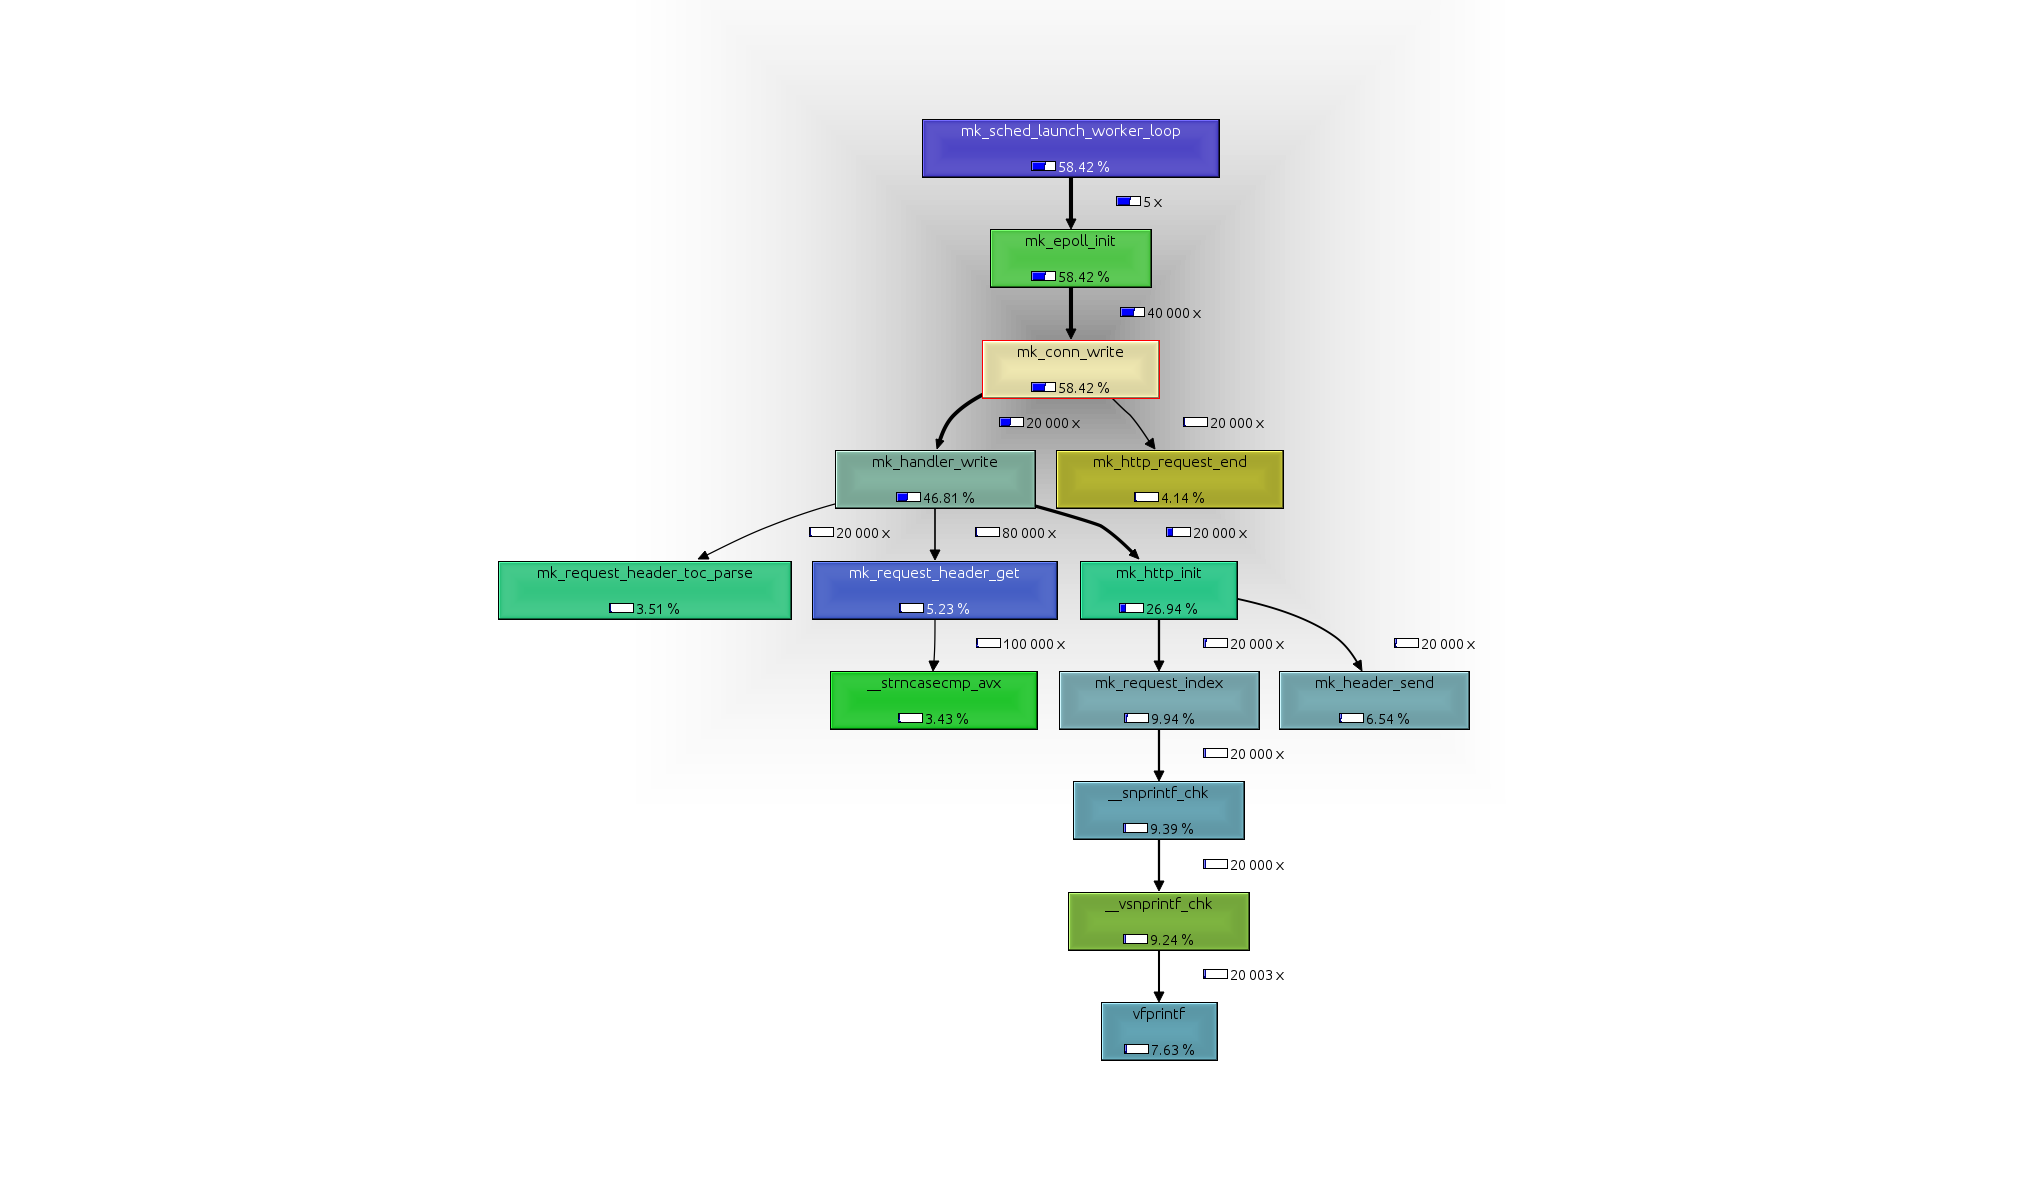 mk_sched_launch_worker_loop
58.42 %
5 x
mk_epoll_init
58.42 %
40 000 x
mk_conn_write
58.42 %
20 000 x
20 000 x
mk_handler_write
46.81 %
mk_http_request_end
4.14 %
20 000 x
80 000 x
20 000 x
mk_request_header_toc_parse
3.51 %
mk_request_header_get
5.23 %
mk_http_init
26.94 %
100 000 x
20 000 x
20 000 x
__strncasecmp_avx
3.43 %
mk_request_index
9.94 %
mk_header_send
6.54 %
20 000 x
__snprintf_chk
9.39 %
20 000 x
__vsnprintf_chk
9.24 %
20 003 x
vfprintf
7.63 %